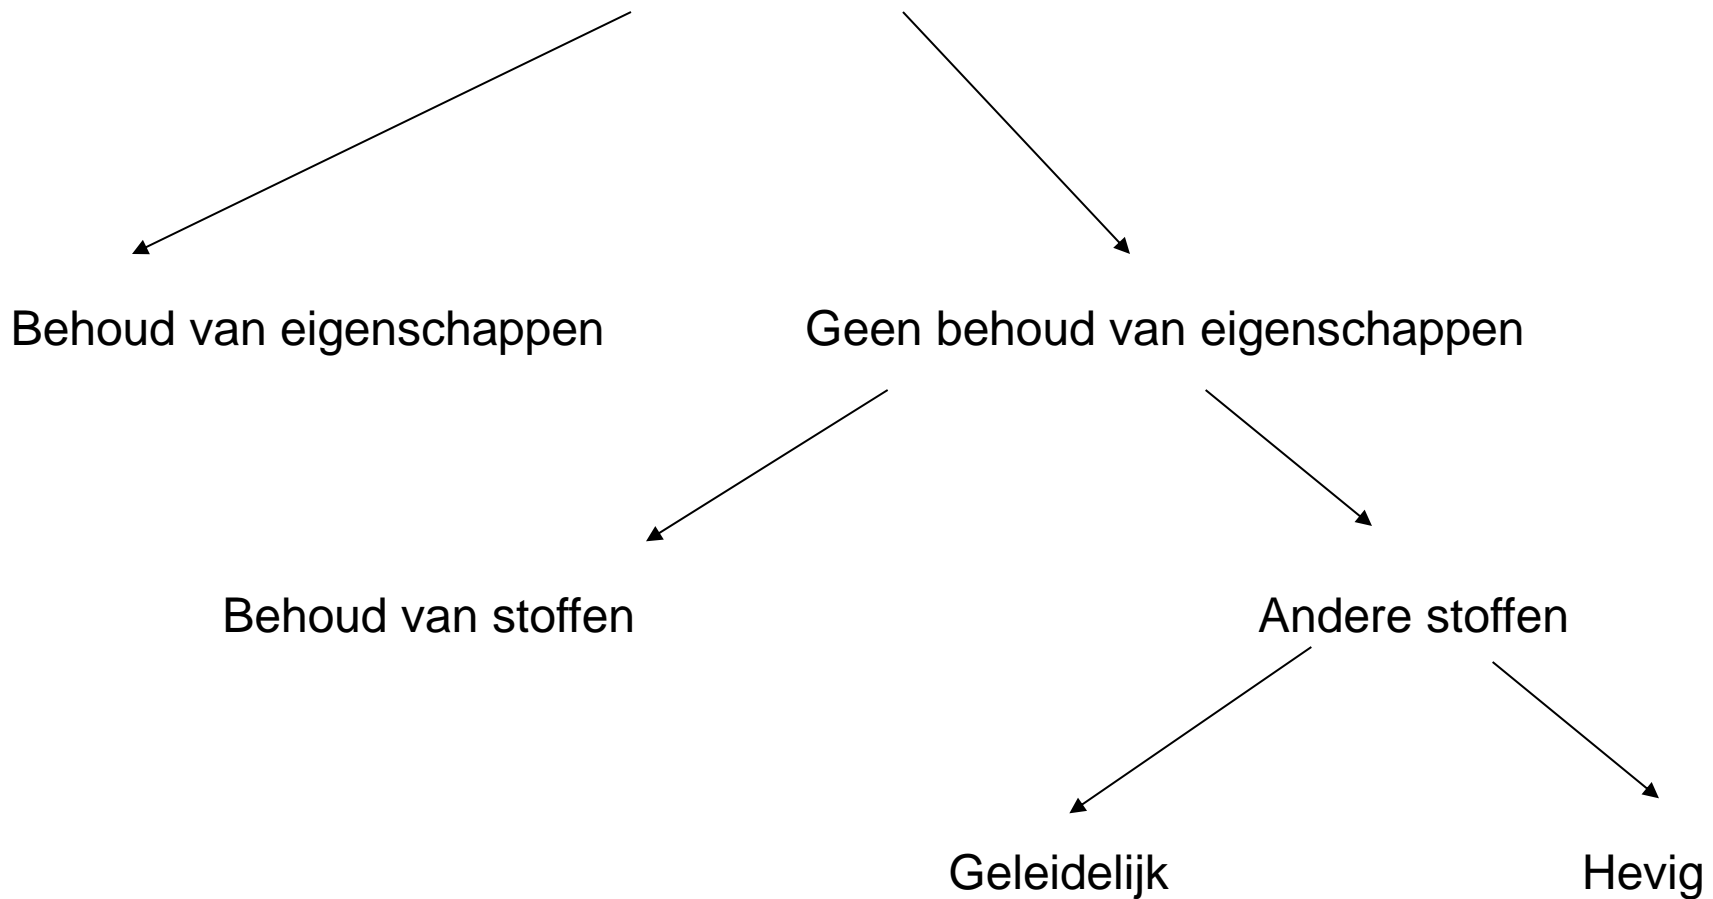 Behoud van eigenschappen
Geen behoud van eigenschappen
Behoud van stoffen
Andere stoffen
Geleidelijk
Hevig